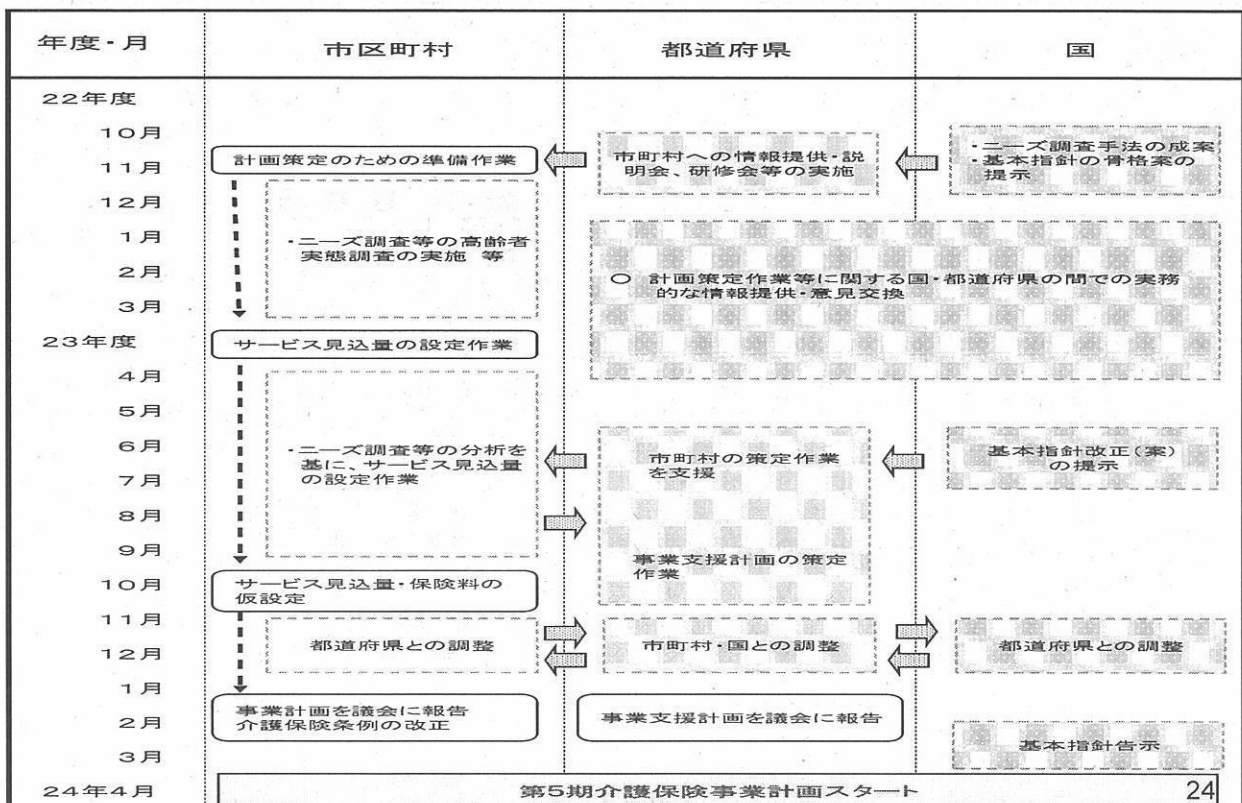 年度・月
市区町村
都道府県
国
22年度
10月
11月
12月
1月
2月
3月
23年度
4月
5月
6月
7月
8月
9月
10月
11月
12月
1月
2月
3月
24年4月
計画策定のための準備作業
市町村への情報提供・説
明会、研修会等の実施
・ニーズ調査手法の成案
・基本指針の骨格案の
提示
・ニーズ調査等の高齢者
実態調査の実施 等
○ 計画策定作業等に関する国・都道府県の間での実務
的な情報提供・意見交換
サービス見込量の設定作業
・ニーズ調査等の分析を
基に、サービス見込量
の設定作業
市町村の策定作業
を支援
基本指針改正（案）
の提示
事業支援計画の策定
作業
サービス見込量・保険料の
仮設定
都道府県との調整
市町村・国との調整
都道府県との調整
事業計画を議会に報告
介護保険条例の改正
事業支援計画を議会に報告
基本指針告示
第5期介護保険事業計画スタート
24